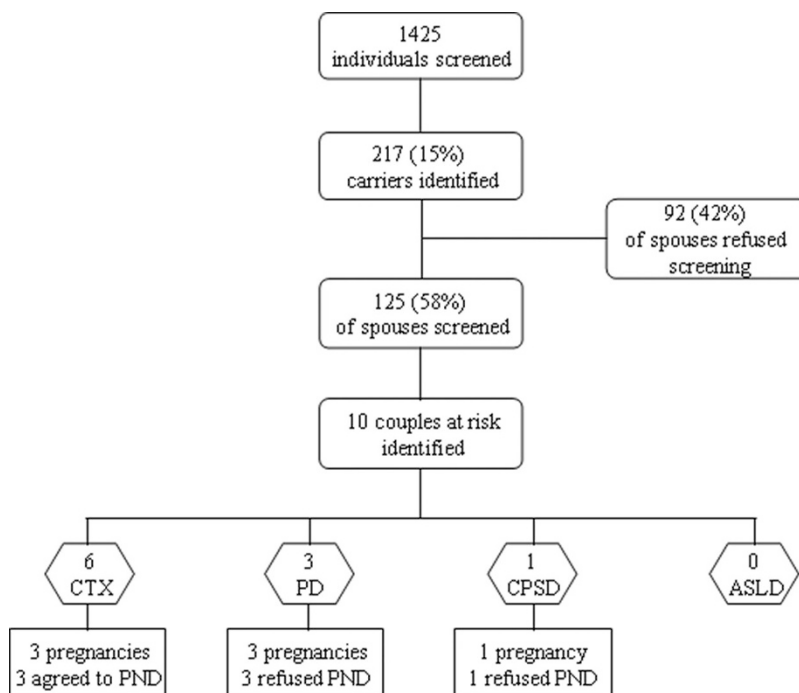 1425
individuals screened
217 (15%)
carriers identified
92 (42%)
of spouses refused
screening
125 (58%)
of spouses screened
10 couples at risk
identified
6
CTX
3
PD
1
CPSD
0
ASLD
3 pregnancies
3 agreed to PND
3 pregnancies
3 refused PND
1 pregnancy
1 refused PND